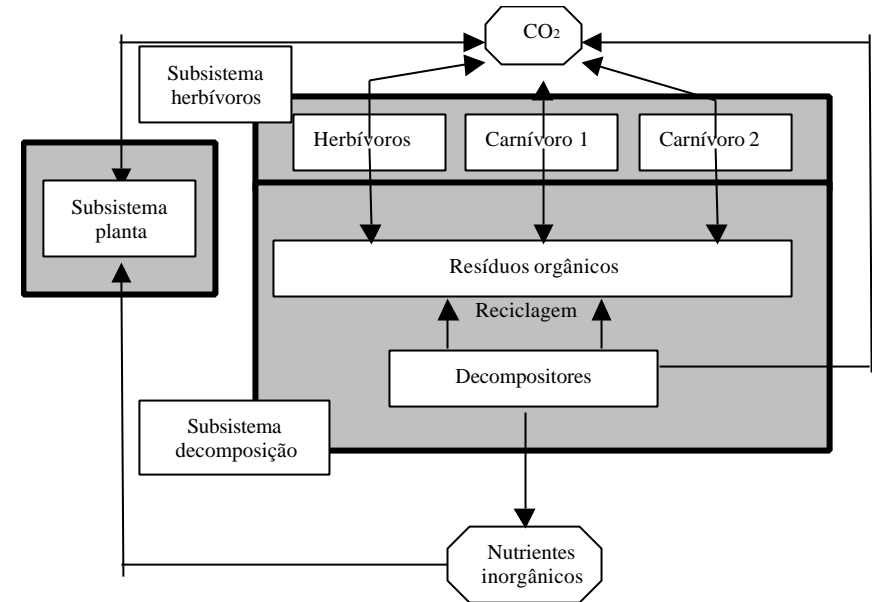 CO2
Subsistema
herbívoros
Herbívoros
Carnívoro 1
Carnívoro 2
Subsistema
planta
Resíduos orgânicos
Reciclagem
Decompositores
Subsistema
decomposição
Nutrientes
inorgânicos